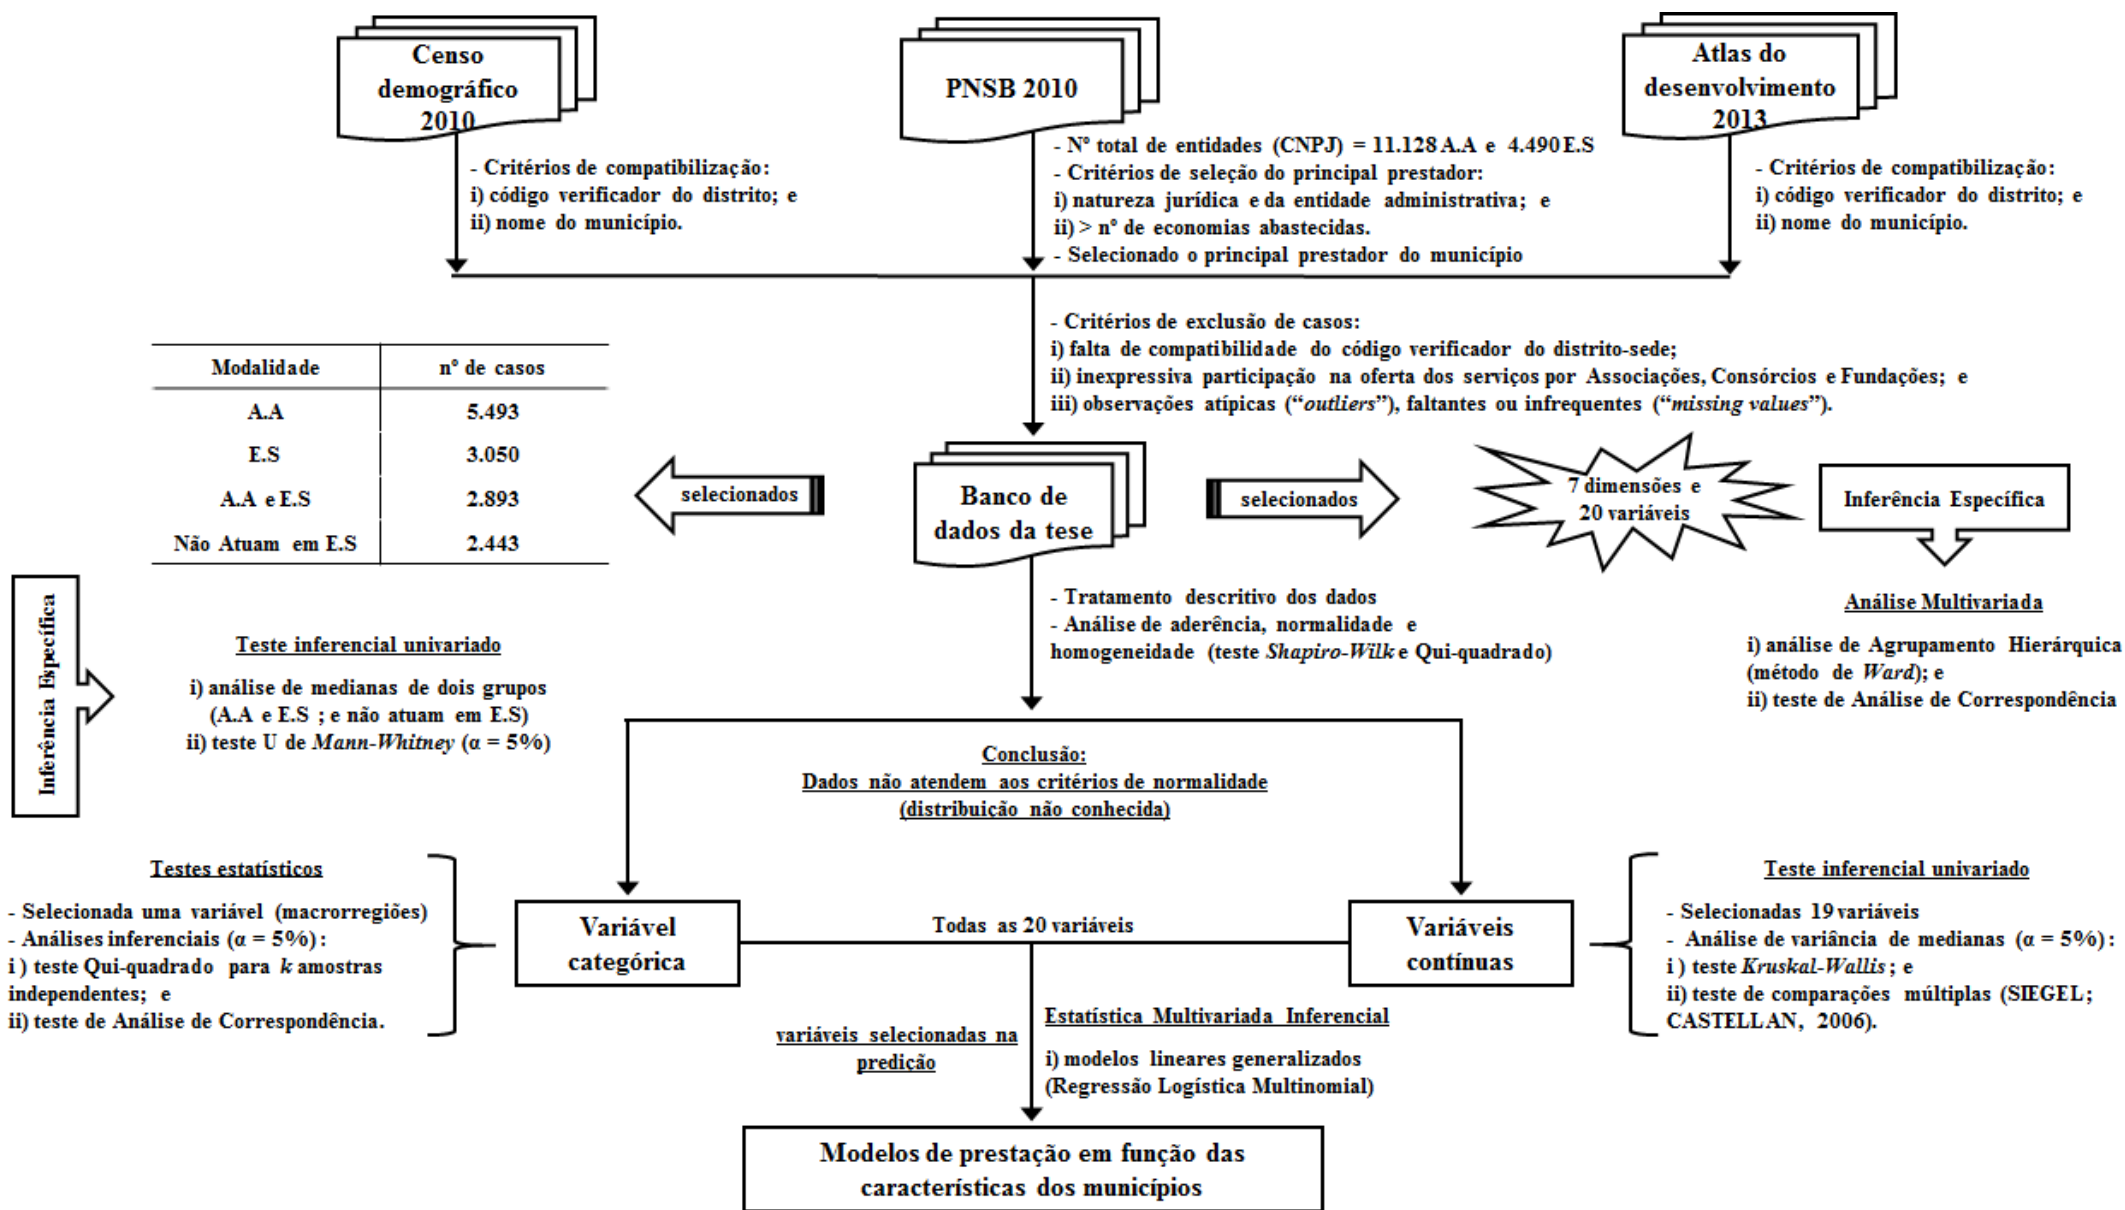 Censo
demográfico
2010
PNSB 2010
Atlas do
desenvolvimento
2013
- Critérios de compatibilização:
i) código verificador do distrito; e
ii) nome do município.
- Nº total de entidades (CNPJ) = 11.128 A.A e 4.490 E.S
- Critérios de seleção do principal prestador:
i) natureza jurídica e da entidade administrativa; e
ii) > nº de economias abastecidas.
- Selecionado o principal prestador do município
- Critérios de compatibilização:
i) código verificador do distrito; e
ii) nome do município.
- Critérios de exclusão de casos:
i) falta de compatibilidade do código verificador do distrito-sede;
ii) inexpressiva participação na oferta dos serviços por Associações, Consórcios e Fundações; e
iii) observações atípicas (“outliers”), faltantes ou infrequentes (“missing values”).
Modalidade nº de casos
A.A 5.493
E.S 3.050
A.A e E.S 2.893
Não Atuam em E.S 2.443
selecionados
Banco de
dados da tese
selecionados
7 dimensões e
20 variáveis
Inferência Específica
Análise Multivariada
i) análise de Agrupamento Hierárquica
(método de Ward); e
ii) teste de Análise de Correspondência
- Tratamento descritivo dos dados
- Análise de aderência, normalidade e
homogeneidade (teste Shapiro-Wilk e Qui-quadrado)
Inferência Específica
Teste inferencial univariado
i) análise de medianas de dois grupos
(A.A e E.S ; e não atuam em E.S)
ii) teste U de Mann-Whitney (α = 5%)
Conclusão:
Dados não atendem aos critérios de normalidade
(distribuição não conhecida)
Testes estatísticos
- Selecionada uma variável (macrorregiões)
- Análises inferenciais (α = 5%) :
i ) teste Qui-quadrado para k amostras
independentes; e
ii) teste de Análise de Correspondência.
Variável
categórica
Todas as 20 variáveis
Variáveis
contínuas
Teste inferencial univariado
- Selecionadas 19 variáveis
- Análise de variância de medianas (α = 5%) :
i ) teste Kruskal-Wallis ; e
ii) teste de comparações múltiplas (SIEGEL;
CASTELLAN, 2006).
variáveis selecionadas na
predição
Estatística Multivariada Inferencial
i) modelos lineares generalizados
(Regressão Logística Multinomial)
Modelos de prestação em função das
características dos municípios